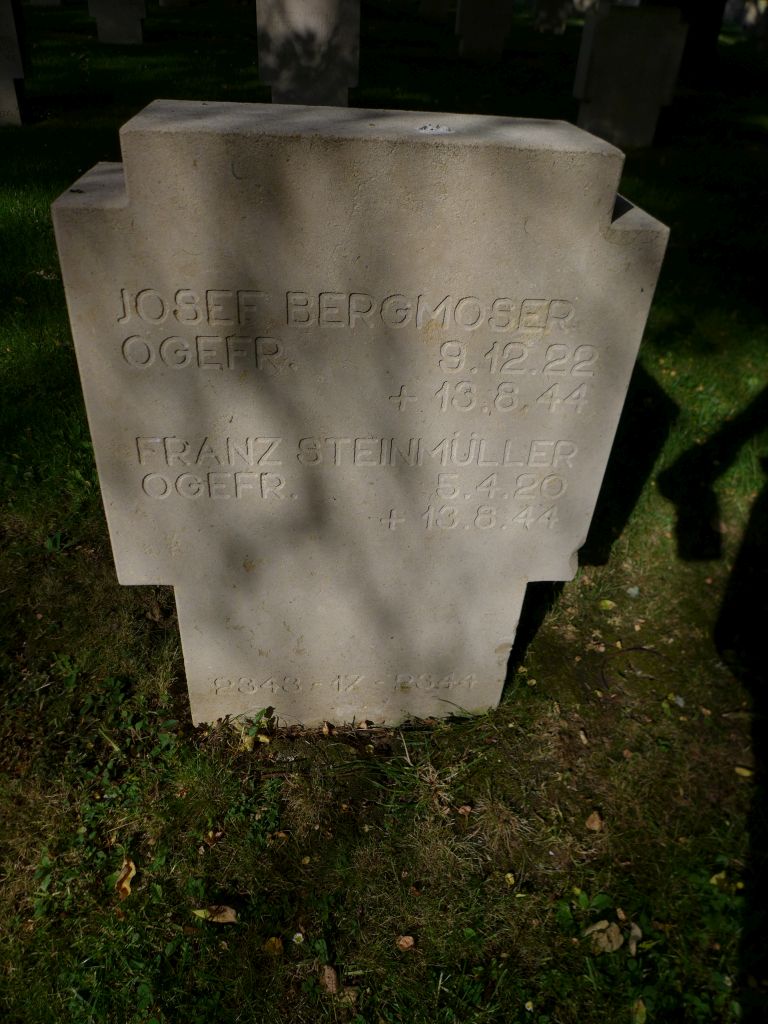 JOSEF BERGMOSER
OGEFR. 9.12.22
+ 13.8.44
FRANZ STEINMÜLLER
OGEFR. 5.4.20
+ 13.8.44
2343 - 17 - 2344